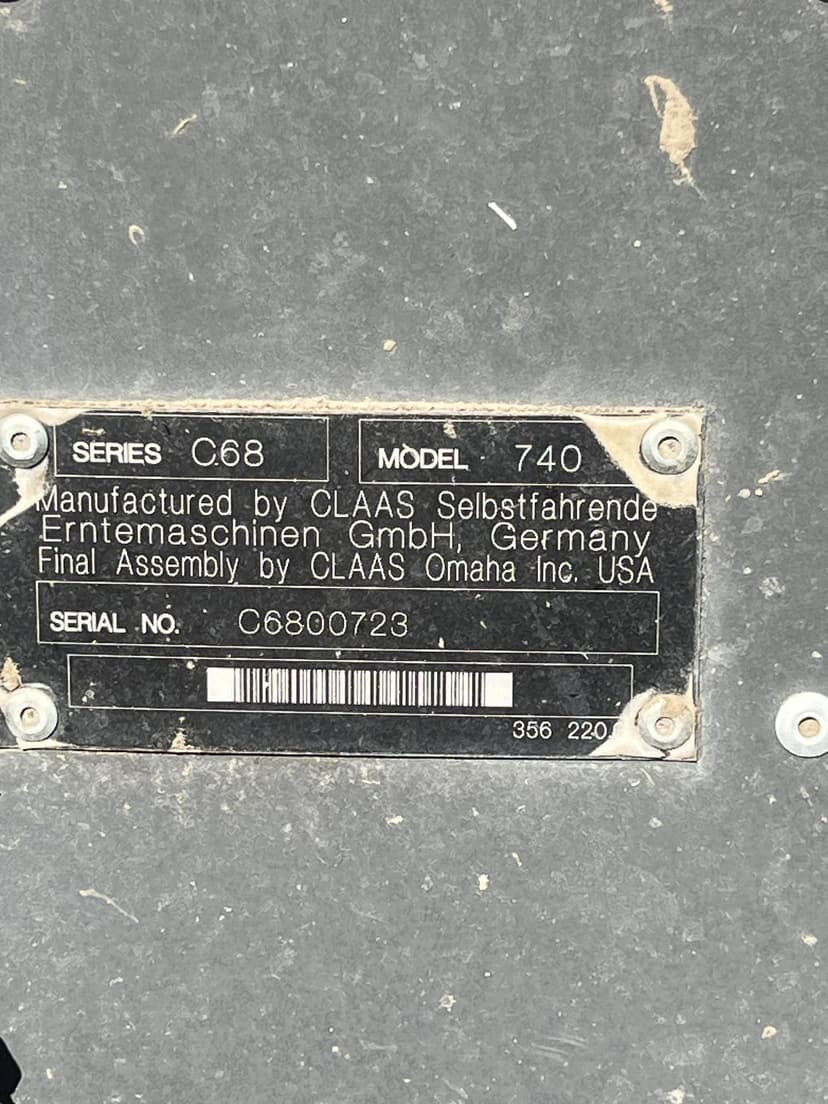 SERIES C68 MODEL 740
Manufactured by CLAAS Selbstfahrende
Erntemaschinen GmbH, Germany
Final Assembly by CLAAS Omaha Inc. USA
SERIAL NO. C6800723
356 220